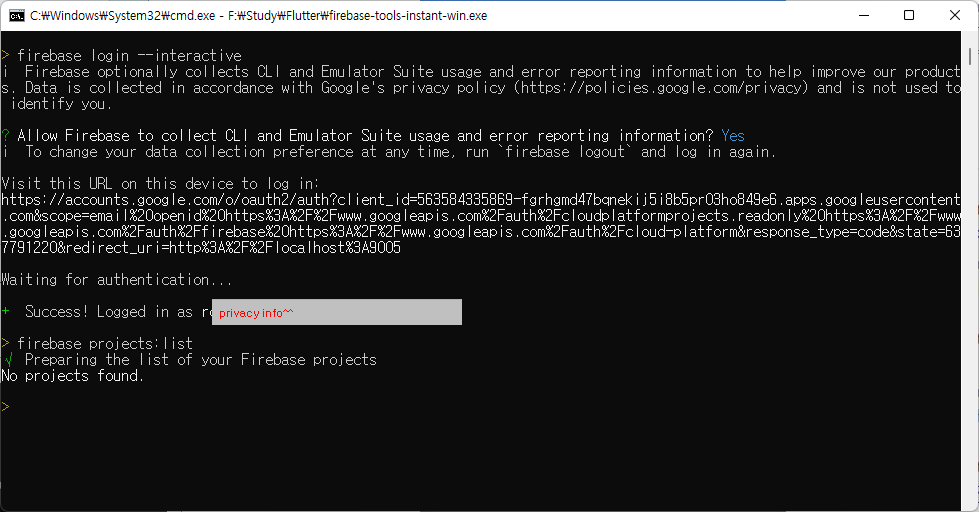 C:₩Windows₩System32₩cmd.exe - F:₩Study₩Flutter₩firebase-tools-instant-win.exe
> firebase login --interactive
i  Firebase optionally collects CLI and Emulator Suite usage and error reporting information to help improve our product
s. Data is collected in accordance with Google's privacy policy (https://policies.google.com/privacy) and is not used to
 identify you.
? Allow Firebase to collect CLI and Emulator Suite usage and error reporting information? Yes
i  To change your data collection preference at any time, run `firebase logout` and log in again.
Visit this URL on this device to log in:
https://accounts.google.com/o/oauth2/auth?client_id=563584335869-fgrhgmd47bqnekij5i8b5pr03ho849e6.apps.googleusercontent
.com&scope=email%20openid%20https%3A%2F%2Fwww.googleapis.com%2Fauth%2Fcloudplatformprojects.readonly%20https%3A%2F%2Fwww
.googleapis.com%2Fauth%2Ffirebase%20https%3A%2F%2Fwww.googleapis.com%2Fauth%2Fcloud-platform&response_type=code&state=63
7791220&redirect_uri=http%3A%2F%2Flocalhost%3A9005
Waiting for authentication...
+  Success! Logged in as ro privacy info^^
> firebase projects:list
√ Preparing the list of your Firebase projects
No projects found.
>